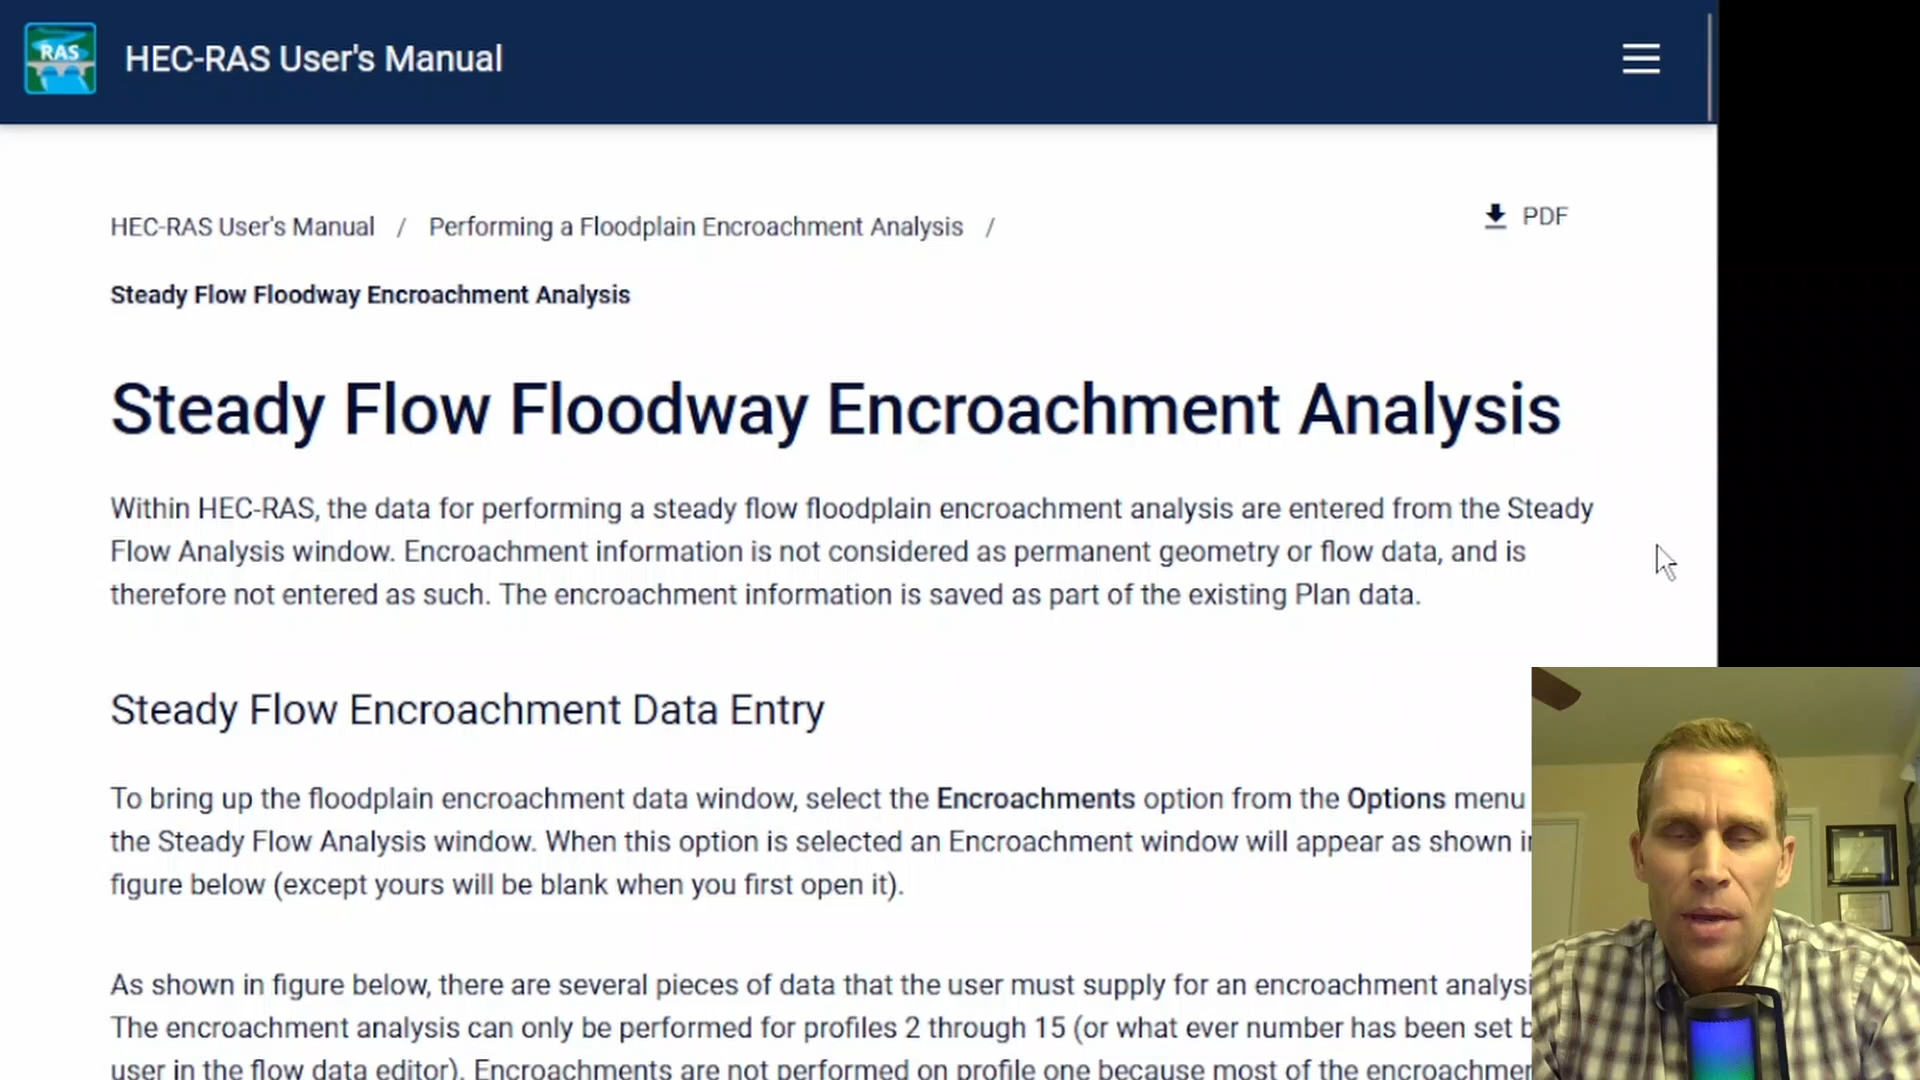 RAS
HEC-RAS User's Manual
HEC-RAS User's Manual / Performing a Floodplain Encroachment Analysis /
PDF
Steady Flow Floodway Encroachment Analysis
Steady Flow Floodway Encroachment Analysis
Within HEC-RAS, the data for performing a steady flow floodplain encroachment analysis are entered from the Steady
Flow Analysis window. Encroachment information is not considered as permanent geometry or flow data, and is
therefore not entered as such. The encroachment information is saved as part of the existing Plan data.
Steady Flow Encroachment Data Entry
To bring up the floodplain encroachment data window, select the Encroachments option from the Options menu
the Steady Flow Analysis window. When this option is selected an Encroachment window will appear as shown
figure below (except yours will be blank when you first open it).
As shown in figure below, there are several pieces of data that the user must supply for an encroachment
The encroachment analysis can only be performed for profiles 2 through 15 (or what ever number has been set
user in the flow data editor). Encroachments are not performed on profile one because most of the